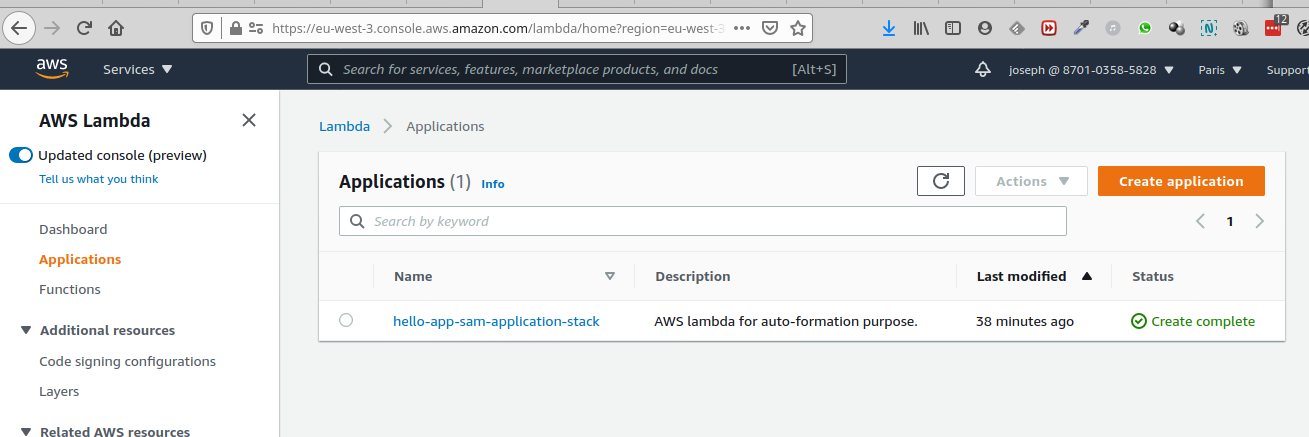 https://eu-west-3.console.aws.amazon.com/lambda/home?region=eu-west-3
12
aws Services Search for services, features, marketplace products, and docs [Alt+S] joseph @ 8701-0358-5828 Paris Support
AWS Lambda
Updated console (preview)
Tell us what you think
Dashboard
Applications
Functions
Additional resources
Code signing configurations
Layers
Related AWS resources
Lambda Applications
Applications (1) Info Actions Create application
Search by keyword 1
Name Description Last modified Status
hello-app-sam-application-stack AWS lambda for auto-formation purpose. 38 minutes ago Create complete